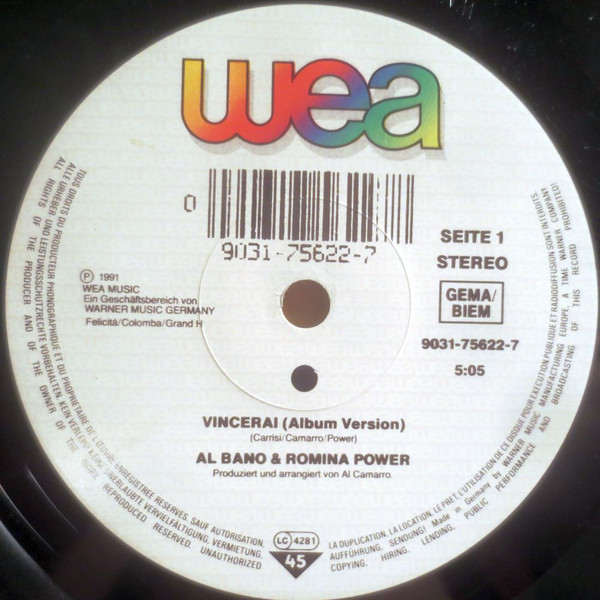 wea
0
9031-75622-7
SEITE 1
STEREO
GEMA/
BIEM
9031-75622-7
5:05
Ⓟ 1991
WEA MUSIC
Ein Geschäftsbereich von
WARNER MUSIC GERMANY
Felicità/Colomba/Grand H
VINCERAI (Album Version)
(Carrisi/Camarro/Power)
AL BANO & ROMINA POWER
Produziert und arrangiert von Al Camarro.
LC 4281
45
TOUS DROITS DU PRODUCTEUR PHONOGRAPHIQUE ET DU PROPRIETAIRE DE L'ŒUVRE ENREGISTREE RESERVES. SAUF AUTORISATION, LA DUPLICATION, LA LOCATION, LE PRET, L'UTILISATION DE CE DISQUE POUR EXECUTION PUBLIQUE ET RADIODIFFUSION SONT INTERDITS.
ALLE URHEBER UND LEISTUNGSSCHUTZRECHTE VORBEHALTEN. KEIN VERLEIH! KEINE UNERLAUBTE VERVIELFÄLTIGUNG, VERMIETUNG, AUFFÜHRUNG, SENDUNG! Made in Germany by WARNER MUSIC MANUFACTURING EUROPE. A TIME WARNER COMPANY.
ALL RIGHTS OF THE PRODUCER AND OF THE OWNER OF THE WORK REPRODUCED RESERVED. UNAUTHORIZED COPYING, HIRING, LENDING, PUBLIC PERFORMANCE AND BROADCASTING OF THIS RECORD PROHIBITED!